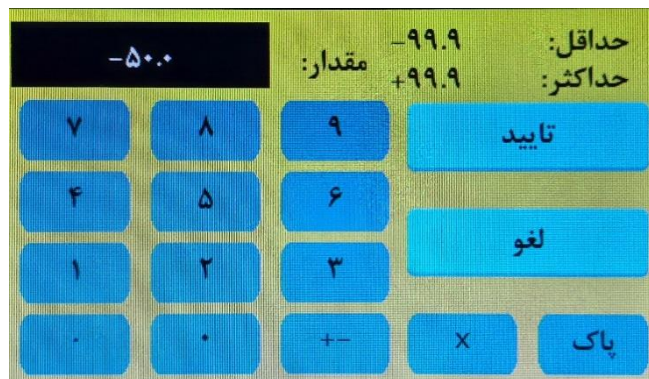 حداقل: −۹۹.۹
حداکثر: +۹۹.۹
مقدار: −۵۰.۰
۷ ۸ ۹ تایید
۴ ۵ ۶
لغو
۱ ۲ ۳
. ۰ +− X پاک